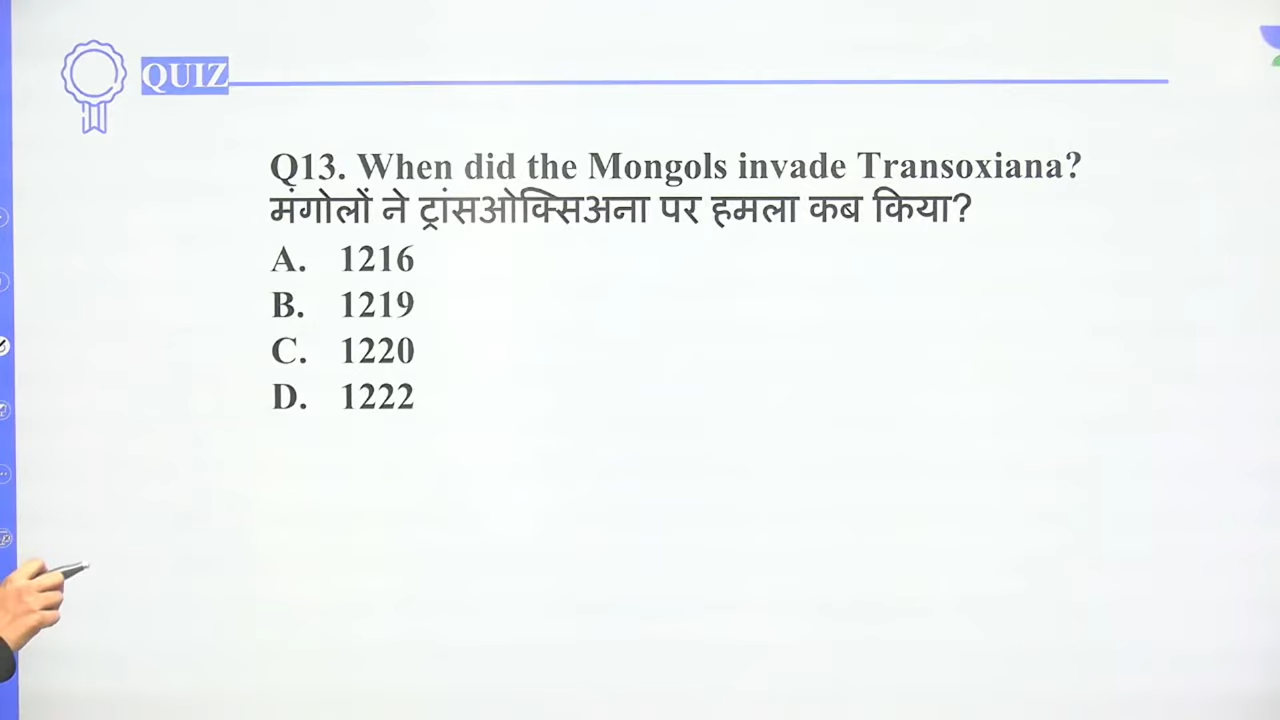 QUIZ
Q13. When did the Mongols invade Transoxiana?
मंगोलों ने ट्रांसओक्सिअना पर हमला कब किया?
A. 1216
B. 1219
C. 1220
D. 1222